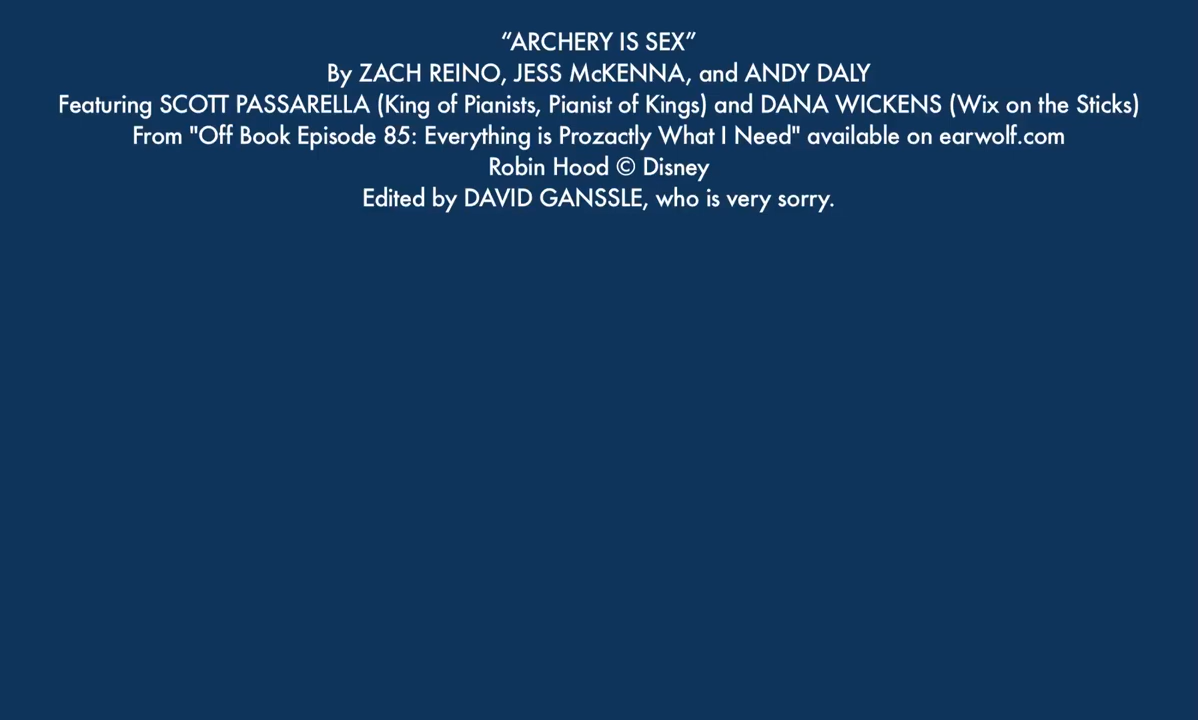 “ARCHERY IS SEX”
By ZACH REINO, JESS McKENNA, and ANDY DALY
Featuring SCOTT PASSARELLA (King of Pianists, Pianist of Kings) and DANA WICKENS (Wix on the Sticks)
From "Off Book Episode 85: Everything is Prozactly What I Need" available on earwolf.com
Robin Hood © Disney
Edited by DAVID GANSSLE, who is very sorry.